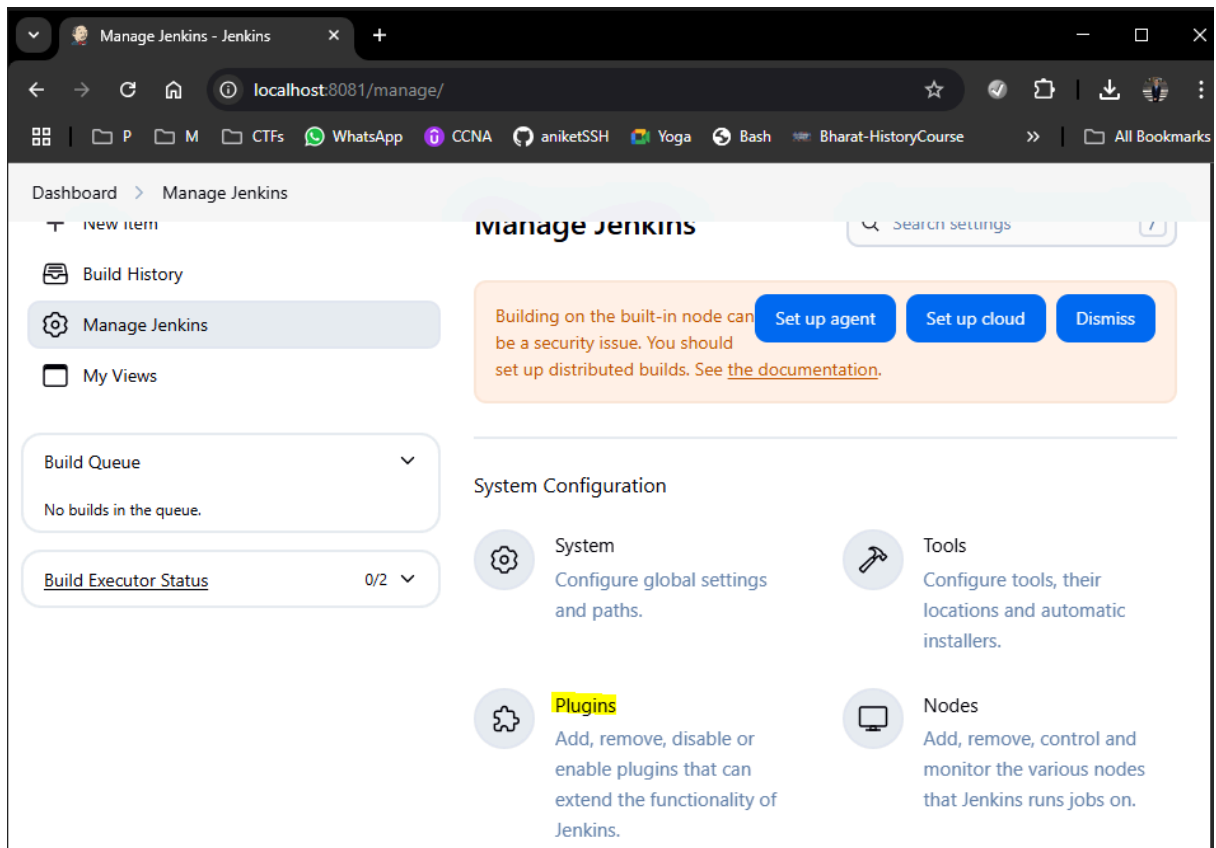 Manage Jenkins - Jenkins
localhost:8081/manage/
P M CTFs WhatsApp CCNA aniketSSH Yoga Bash Bharat-HistoryCourse » All Bookmarks
Dashboard > Manage Jenkins
New Item
Build History
Manage Jenkins
My Views
Build Queue
No builds in the queue.
Build Executor Status 0/2
Manage Jenkins
Search settings /
Building on the built-in node can
be a security issue. You should
set up distributed builds. See the documentation.
Set up agent
Set up cloud
Dismiss
System Configuration
System
Configure global settings
and paths.
Tools
Configure tools, their
locations and automatic
installers.
Plugins
Add, remove, disable or
enable plugins that can
extend the functionality of
Jenkins.
Nodes
Add, remove, control and
monitor the various nodes
that Jenkins runs jobs on.